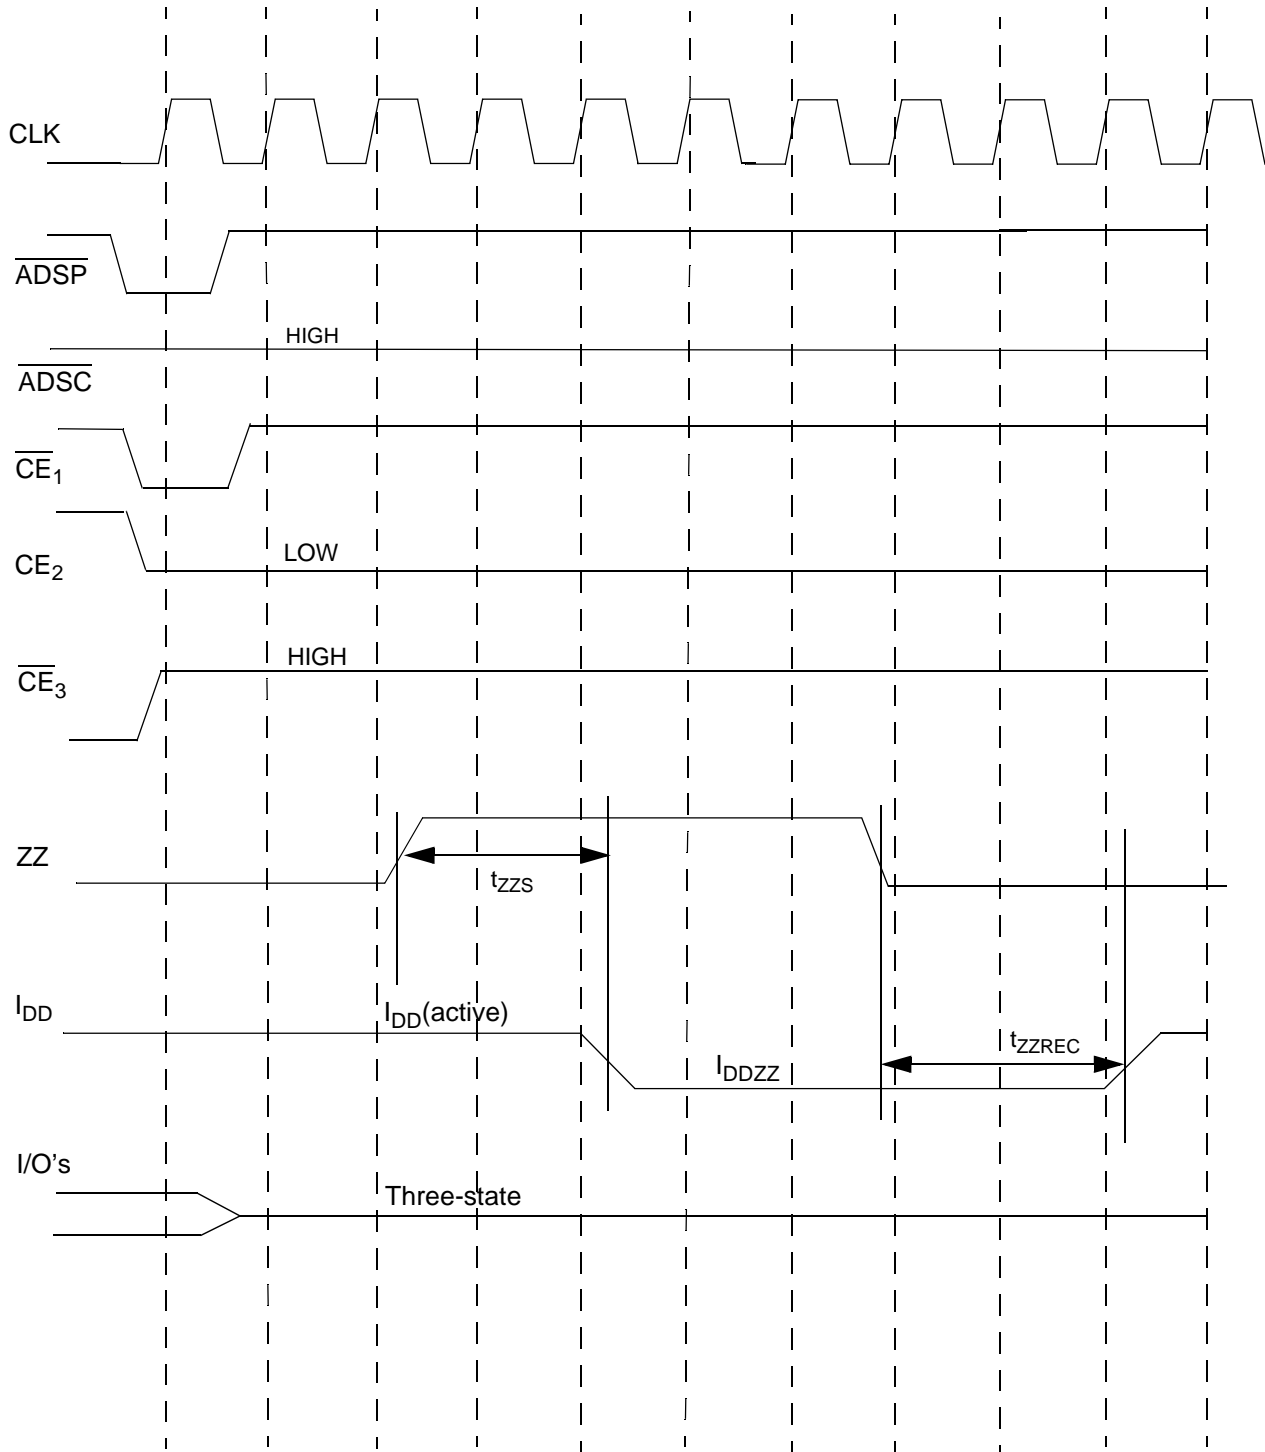 CLK
ADSP
HIGH
ADSC
CE1
LOW
CE2
HIGH
CE3
ZZ
tZZS
IDD
IDD(active)
tZZREC
IDDZZ
I/O's
Three-state